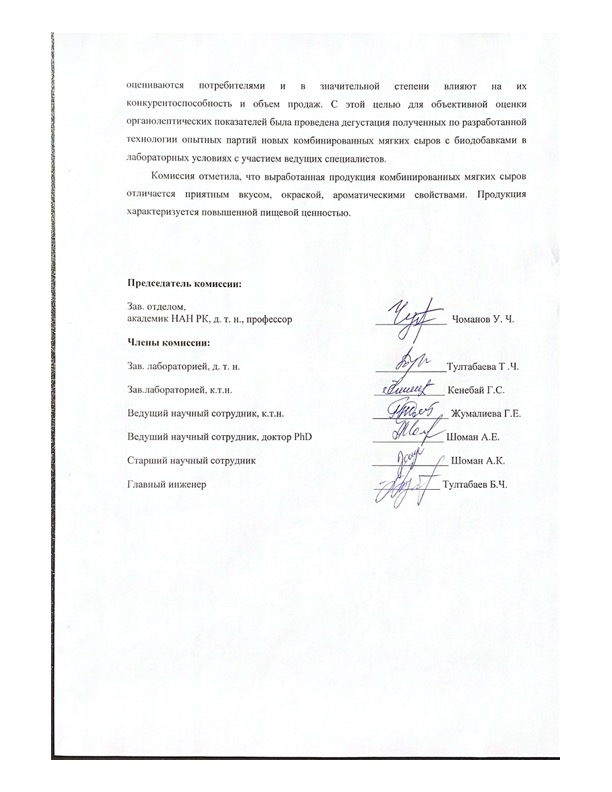 оцениваются потребителями и в значительной степени влияют на их
конкурентоспособность и объем продаж. С этой целью для объективной оценки
органолептических показателей была проведена дегустация полученных по разработанной
технологии опытных партий новых комбинированных мягких сыров с биодобавками в
лабораторных условиях с участием ведущих специалистов.
Комиссия отметила, что выработанная продукция комбинированных мягких сыров
отличается приятным вкусом, окраской, ароматическими свойствами. Продукция
характеризуется повышенной пищевой ценностью.
Председатель комиссии:
Зав. отделом,
академик НАН РК, д. т. н., профессор Чоманов У. Ч.
Члены комиссии:
Зав. лабораторией, д. т. н. Тултабаева Т .Ч.
Зав.лабораторией, к.т.н. Кенебай Г.С.
Ведущий научный сотрудник, к.т.н. Жумалиева Г.Е.
Ведущий научный сотрудник, доктор PhD Шоман А.Е.
Старший научный сотрудник Шоман А.К.
Главный инженер Тултабаев Б.Ч.